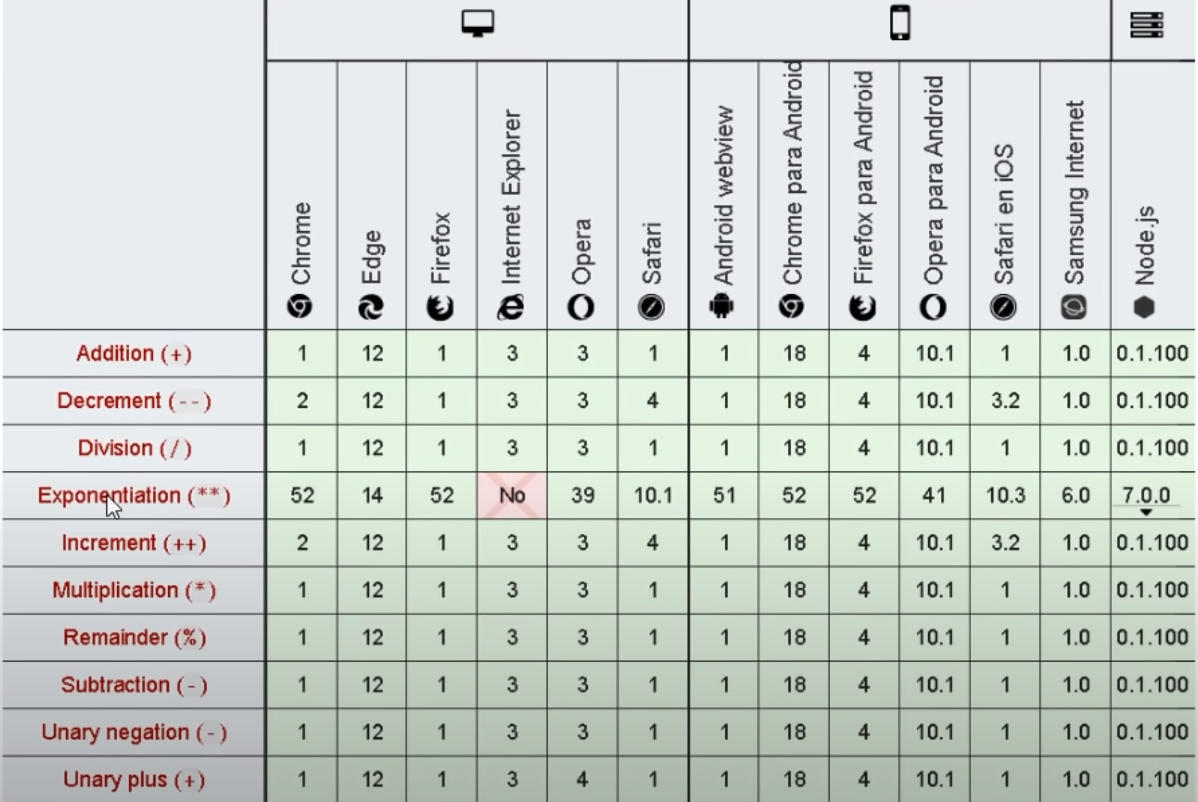 Chrome Edge Firefox Internet Explorer Opera Safari Android webview Chrome para Android Firefox para Android Opera para Android Safari en iOS Samsung Internet Node.js
Addition (+) 1 12 1 3 3 1 1 18 4 10.1 1 1.0 0.1.100
Decrement (--) 2 12 1 3 3 4 1 18 4 10.1 3.2 1.0 0.1.100
Division (/) 1 12 1 3 3 1 1 18 4 10.1 1 1.0 0.1.100
Exponentiation (**) 52 14 52 No 39 10.1 51 52 52 41 10.3 6.0 7.0.0
Increment (++) 2 12 1 3 3 4 1 18 4 10.1 3.2 1.0 0.1.100
Multiplication (*) 1 12 1 3 3 1 1 18 4 10.1 1 1.0 0.1.100
Remainder (%) 1 12 1 3 3 1 1 18 4 10.1 1 1.0 0.1.100
Subtraction (-) 1 12 1 3 3 1 1 18 4 10.1 1 1.0 0.1.100
Unary negation (-) 1 12 1 3 3 1 1 18 4 10.1 1 1.0 0.1.100
Unary plus (+) 1 12 1 3 4 1 1 18 4 10.1 1 1.0 0.1.100